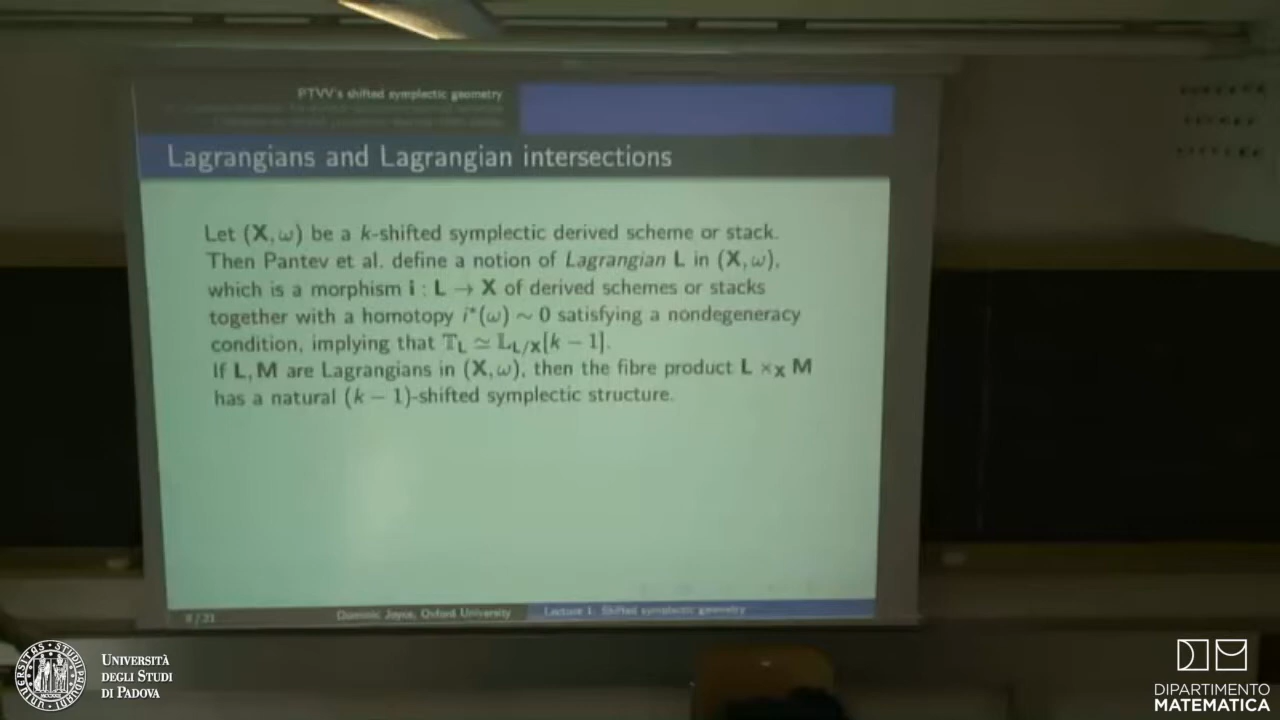 PTVV's shifted symplectic geometry
Lagrangians and Lagrangian intersections
Let (X, ω) be a k-shifted symplectic derived scheme or stack.
Then Pantev et al. define a notion of Lagrangian L in (X, ω),
which is a morphism i : L → X of derived schemes or stacks
together with a homotopy i*(ω) ∼ 0 satisfying a nondegeneracy
condition, implying that 𝕋_L ≃ 𝕃_{L/X}[k − 1].
If L, M are Lagrangians in (X, ω), then the fibre product L ×_X M
has a natural (k − 1)-shifted symplectic structure.
8 / 21
Dominic Joyce, Oxford University
Lecture 1: Shifted symplectic geometry
UNIVERSITÀ
DEGLI STUDI
DI PADOVA
DIPARTIMENTO
MATEMATICA